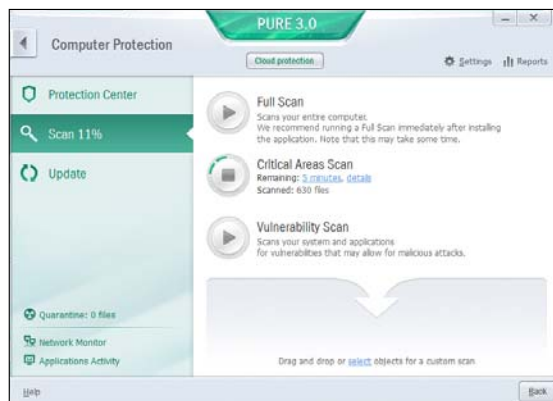 PURE 3.0
Computer Protection
Cloud protection
Settings
Reports
Protection Center
Scan 11%
Update
Full Scan
Scans your entire computer.
We recommend running a Full Scan immediately after installing
the application. Note that this may take some time.
Critical Areas Scan
Remaining: 5 minutes, details
Scanned: 630 files
Vulnerability Scan
Scans your system and applications
for vulnerabilities that may allow for malicious attacks.
Quarantine: 0 files
Network Monitor
Applications Activity
Drag and drop or select objects for a custom scan
Help
Back